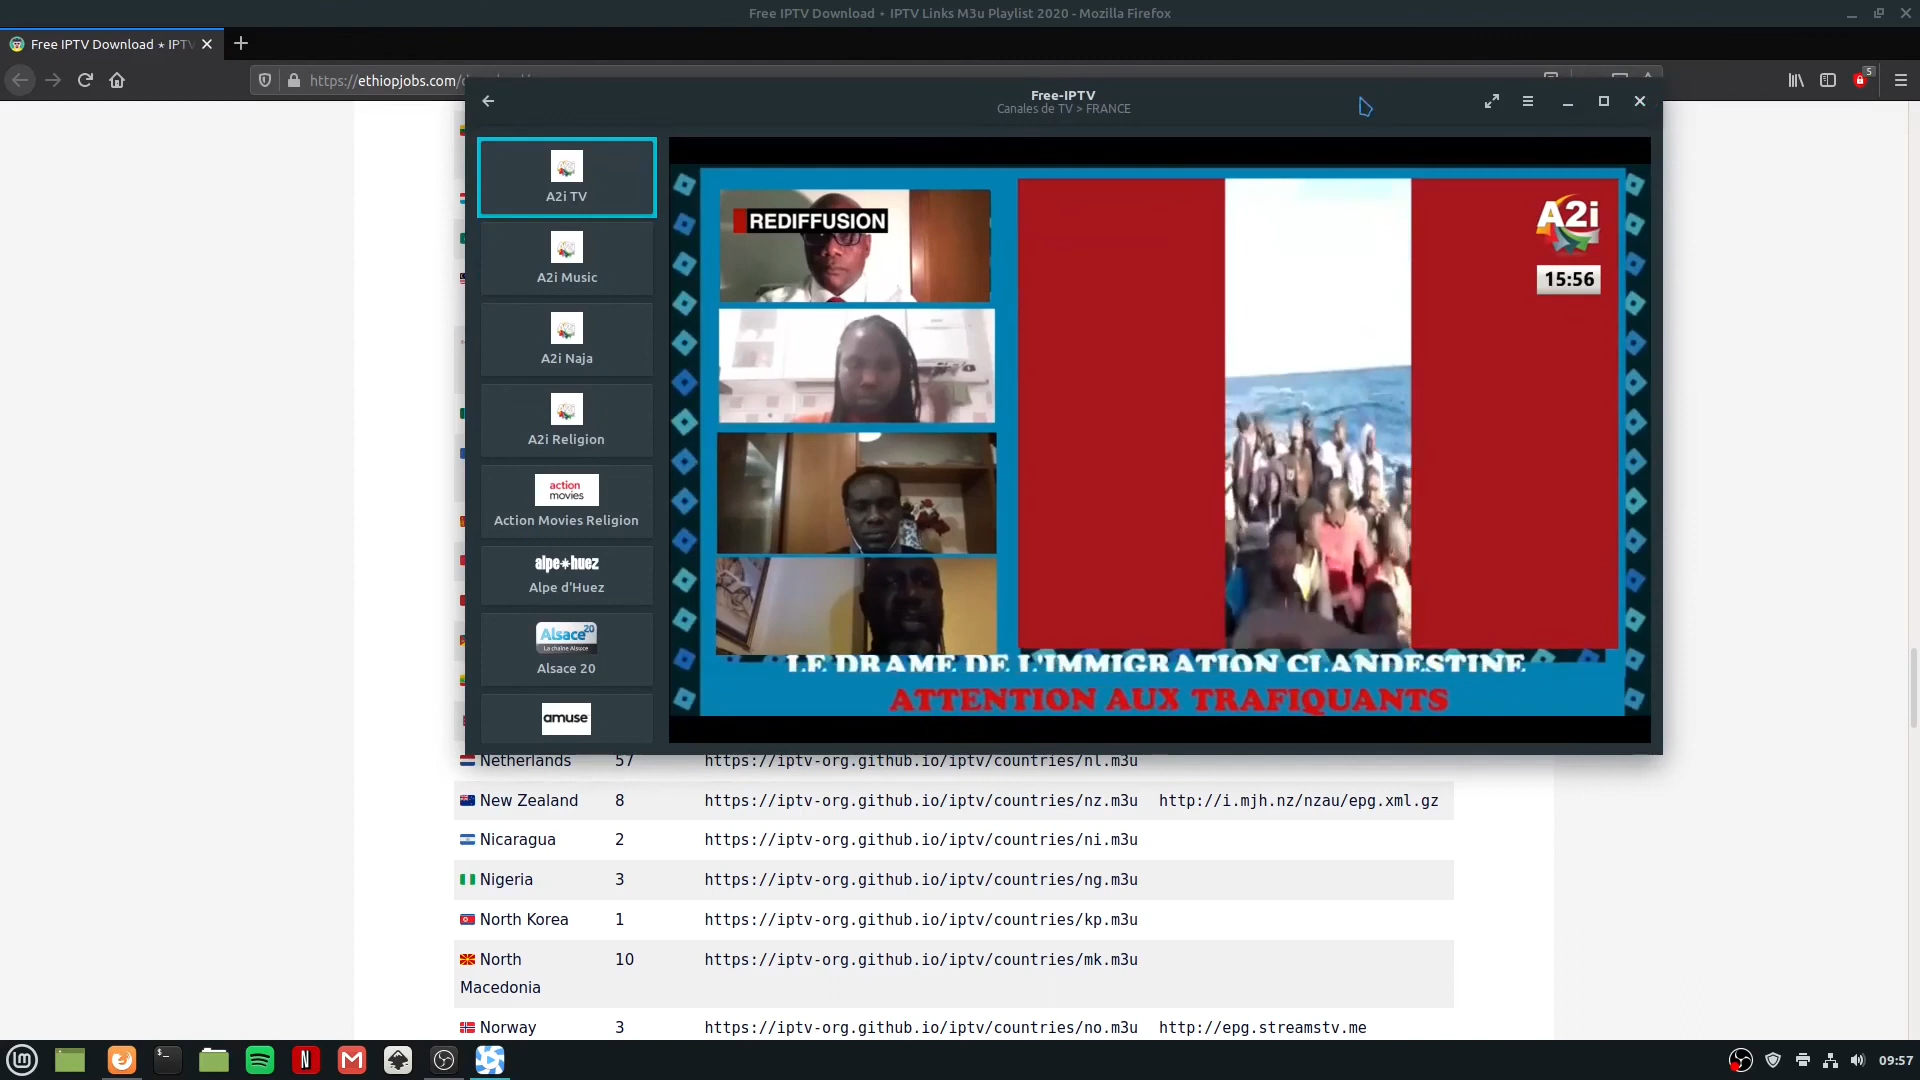 Free IPTV Download ⋆ IPTV Links M3u Playlist 2020 - Mozilla Firefox
Free IPTV Download ⋆ IPTV
https://ethiopjobs.com/
5
Free-IPTV
Canales de TV > FRANCE
A2i TV
A2i Music
A2i Naja
A2i Religion
action
movies
Action Movies Religion
alpe huez
Alpe d'Huez
Alsace20
La chaîne Alsace
Alsace 20
amuse
REDIFFUSION
A2i
15:56
LE DRAME DE L'IMMIGRATION CLANDESTINE
ATTENTION AUX TRAFIQUANTS
Netherlands 57 https://iptv-org.github.io/iptv/countries/nl.m3u
New Zealand 8 https://iptv-org.github.io/iptv/countries/nz.m3u http://i.mjh.nz/nzau/epg.xml.gz
Nicaragua 2 https://iptv-org.github.io/iptv/countries/ni.m3u
Nigeria 3 https://iptv-org.github.io/iptv/countries/ng.m3u
North Korea 1 https://iptv-org.github.io/iptv/countries/kp.m3u
North 10 https://iptv-org.github.io/iptv/countries/mk.m3u
Macedonia
Norway 3 https://iptv-org.github.io/iptv/countries/no.m3u http://epg.streamstv.me
09:57